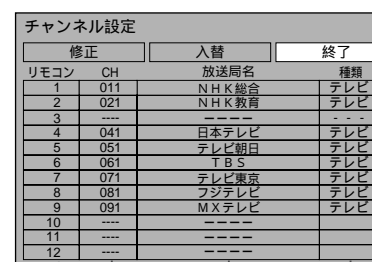 チャンネル設定
修正 入替 終了
リモコン CH 放送局名 種類
1 011 NHK総合 テレビ
2 021 NHK教育 テレビ
3 ---- ーーーー - - -
4 041 日本テレビ テレビ
5 051 テレビ朝日 テレビ
6 061 TBS テレビ
7 071 テレビ東京 テレビ
8 081 フジテレビ テレビ
9 091 MXテレビ テレビ
10 ---- ーーーー
11 ---- ーーーー
12 ---- ーーーー